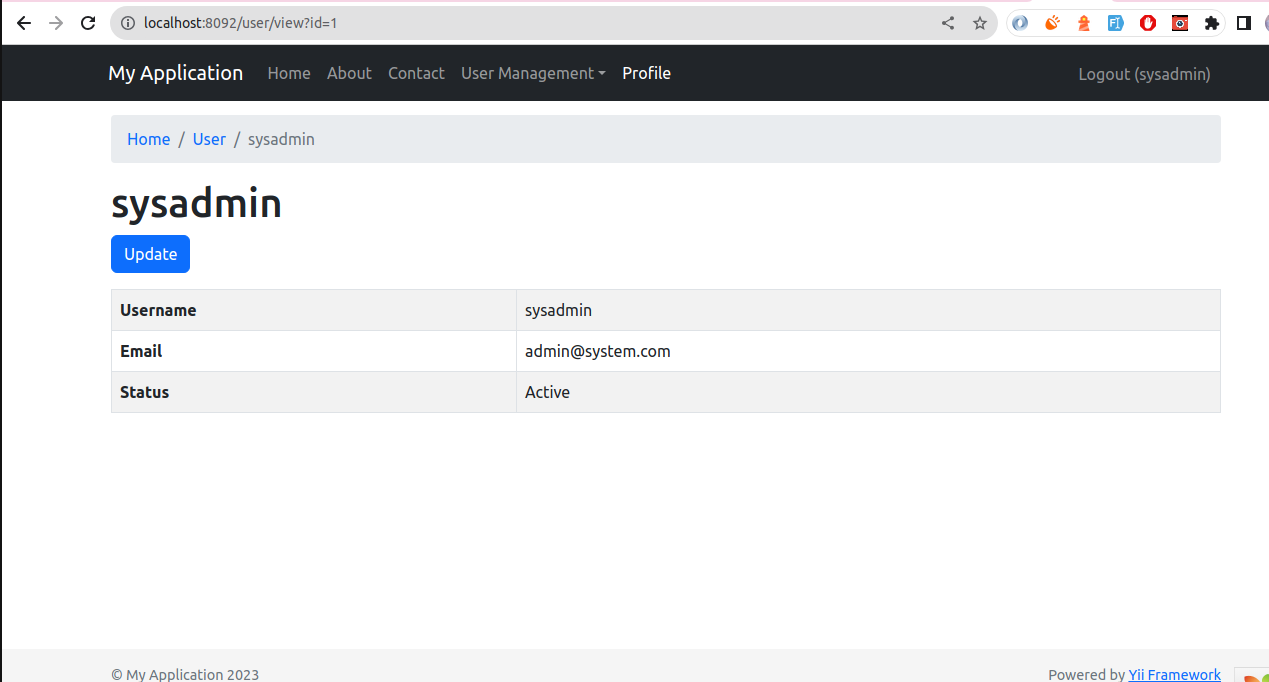 localhost:8092/user/view?id=1
My Application Home About Contact User Management Profile Logout (sysadmin)
Home / User / sysadmin
sysadmin
Update
Username sysadmin
Email admin@system.com
Status Active
© My Application 2023 Powered by Yii Framework